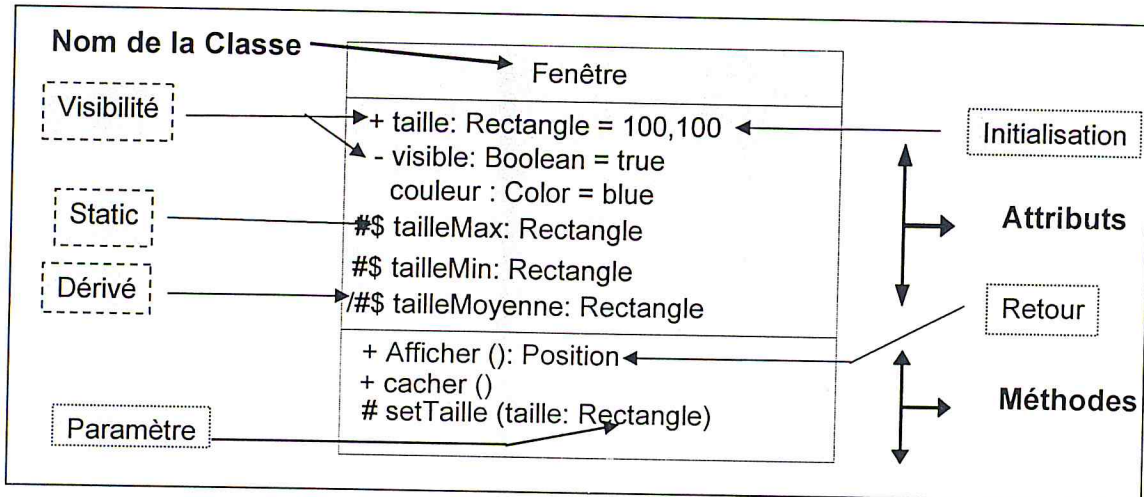 Nom de la Classe
Fenêtre
Visibilité
+ taille: Rectangle = 100,100
Initialisation
- visible: Boolean = true
couleur : Color = blue
Static
#$ tailleMax: Rectangle
Attributs
#$ tailleMin: Rectangle
Dérivé
/#$ tailleMoyenne: Rectangle
Retour
+ Afficher (): Position
+ cacher ()
Méthodes
# setTaille (taille: Rectangle)
Paramètre